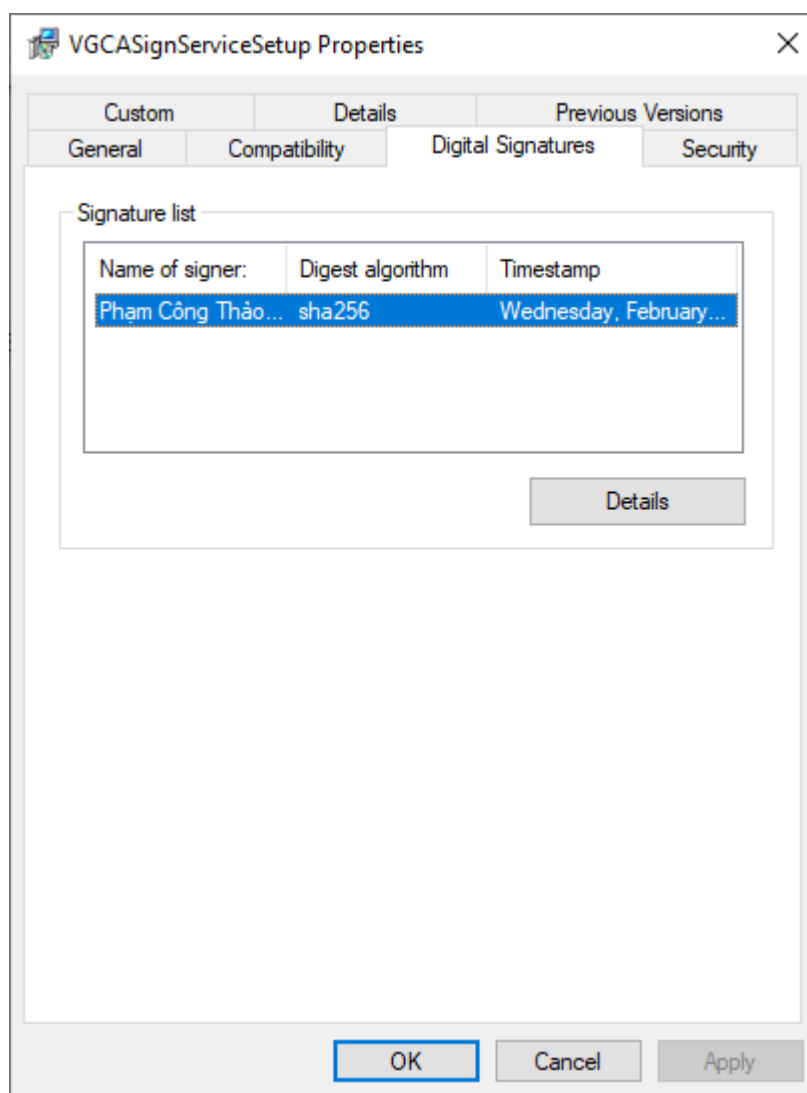 VGCASignServiceSetup Properties
Custom Details Previous Versions
General Compatibility Digital Signatures Security
Signature list
Name of signer: Digest algorithm Timestamp
Phạm Công Thảo... sha256 Wednesday, February...
Details
OK Cancel Apply